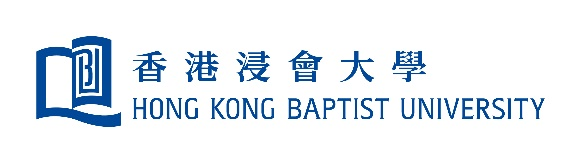 香港浸會大學
HONG KONG BAPTIST UNIVERSITY